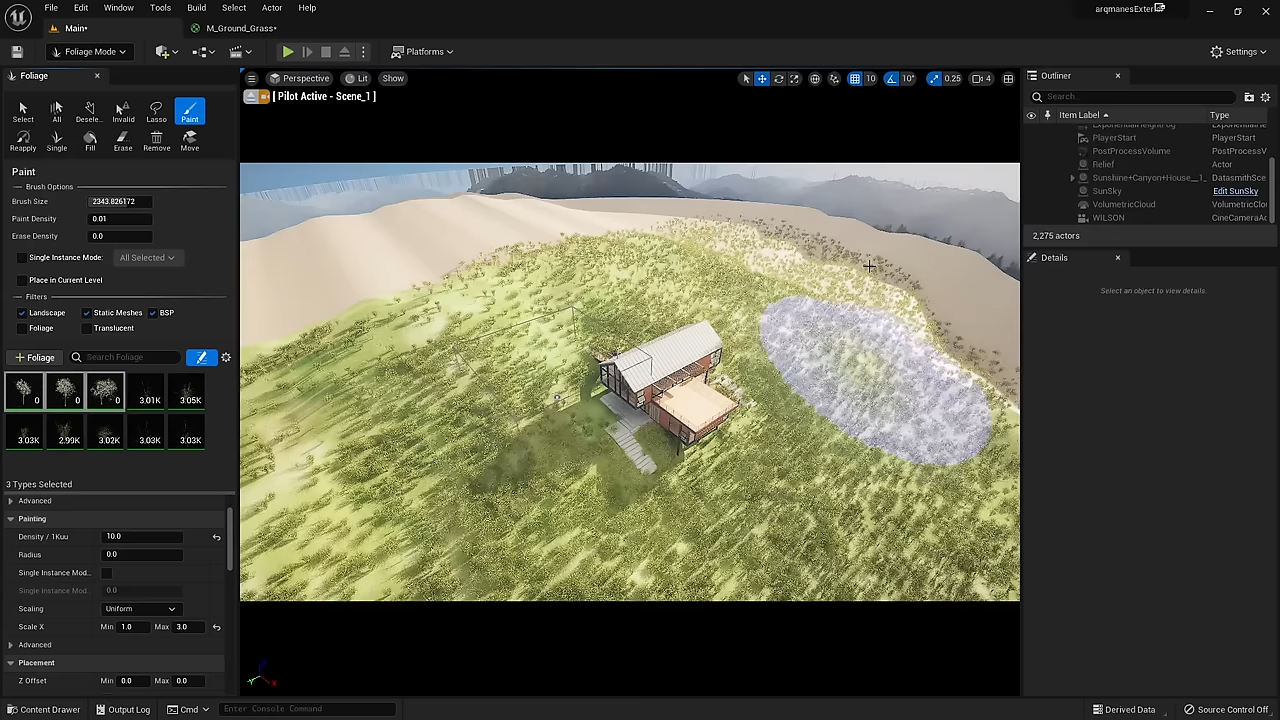 File Edit Window Tools Build Select Actor Help
arqmanesExter
Main•
M_Ground_Grass•
Foliage Mode
Platforms
Settings
Foliage
Perspective
Lit
Show
10
10°
0.25
4
[ Pilot Active - Scene_1 ]
Select
All
Desele..
Invalid
Lasso
Paint
Reapply
Single
Fill
Erase
Remove
Move
Paint
Brush Options
Brush Size
2343.826172
Paint Density
0.01
Erase Density
0.0
Single Instance Mode:
All Selected
Place in Current Level
Filters
Landscape
Static Meshes
BSP
Foliage
Translucent
+ Foliage
Search Foliage
0
0
0
3.01K
3.05K
3.03K
2.99K
3.02K
3.03K
3.03K
3 Types Selected
Advanced
Painting
Density / 1Kuu
10.0
Radius
0.0
Single Instance Mod...
Single Instance Mod...
0.0
Scaling
Uniform
Scale X
Min
1.0
Max
3.0
Advanced
Placement
Z Offset
Min
0.0
Max
0.0
Outliner
Search...
Item Label
Type
PlayerStart
PlayerStart
PostProcessVolume
PostProcessV
Relief
Actor
Sunshine+Canyon+House__1_
DatasmithSce
SunSky
Edit SunSky
VolumetricCloud
VolumetricClo
WILSON
CineCameraAc
2,275 actors
Details
Select an object to view details.
Content Drawer
Output Log
Cmd
Enter Console Command
Derived Data
Source Control Off